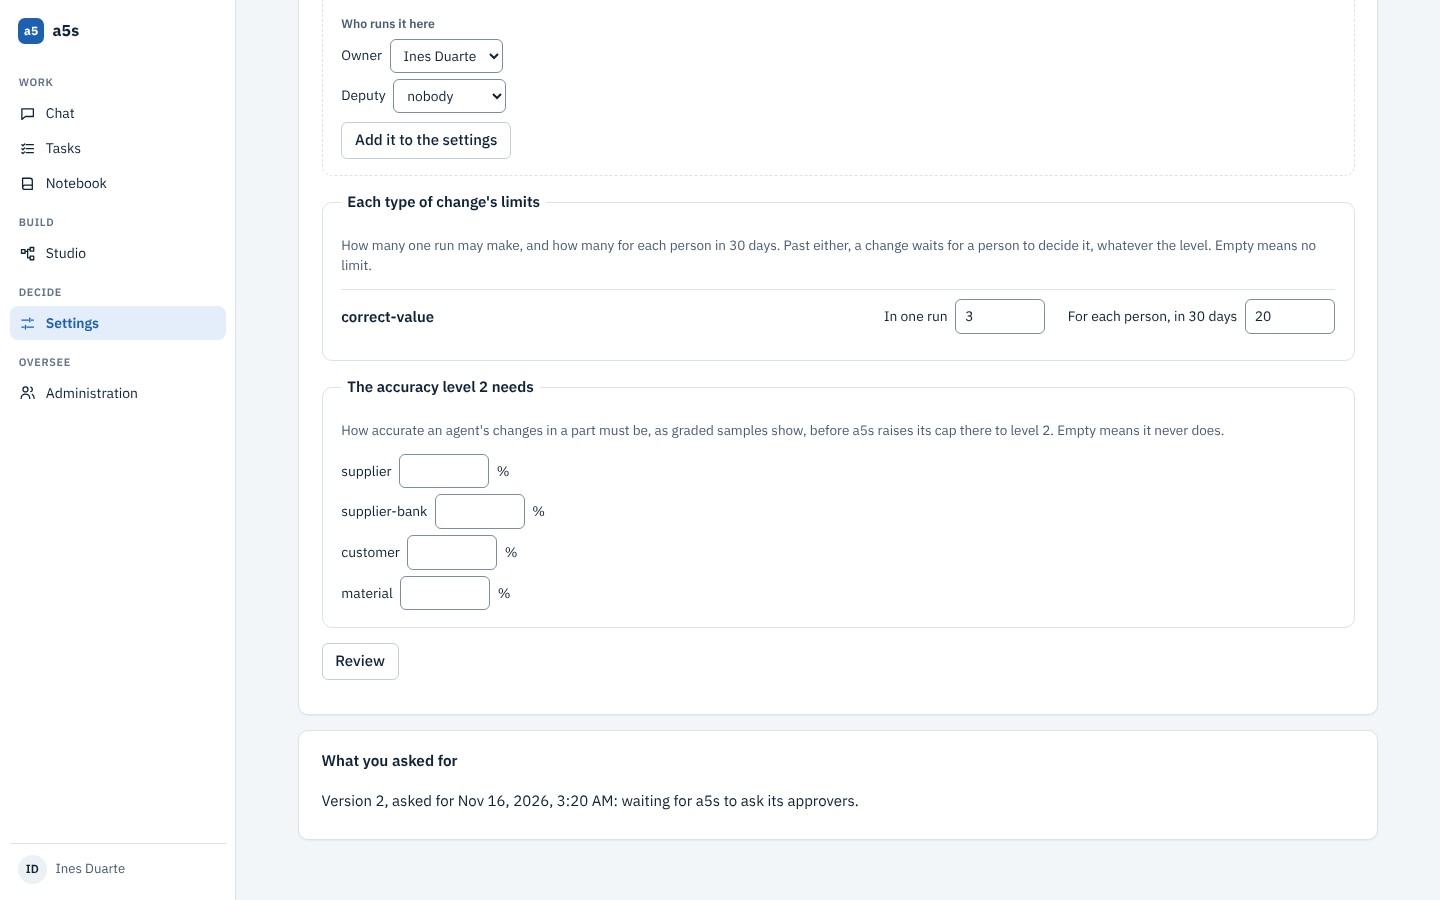 a5 a5s
WORK
Chat
Tasks
Notebook
BUILD
Studio
DECIDE
Settings
OVERSEE
Administration
ID Ines Duarte
Who runs it here
Owner Ines Duarte
Deputy nobody
Add it to the settings
Each type of change's limits
How many one run may make, and how many for each person in 30 days. Past either, a change waits for a person to decide it, whatever the level. Empty means no
limit.
correct-value In one run 3 For each person, in 30 days 20
The accuracy level 2 needs
How accurate an agent's changes in a part must be, as graded samples show, before a5s raises its cap there to level 2. Empty means it never does.
supplier %
supplier-bank %
customer %
material %
Review
What you asked for
Version 2, asked for Nov 16, 2026, 3:20 AM: waiting for a5s to ask its approvers.